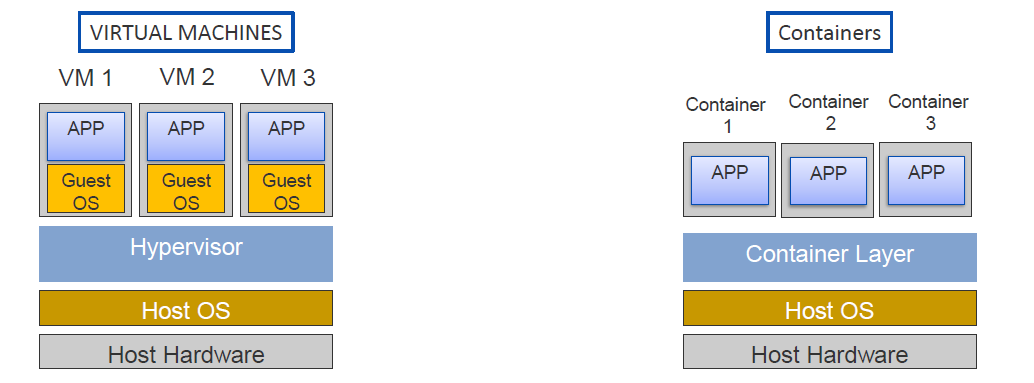 VIRTUAL MACHINES
VM 1 VM 2 VM 3
APP APP APP
Guest Guest Guest
OS OS OS
Hypervisor
Host OS
Host Hardware
Containers
Container Container Container
1 2 3
APP APP APP
Container Layer
Host OS
Host Hardware